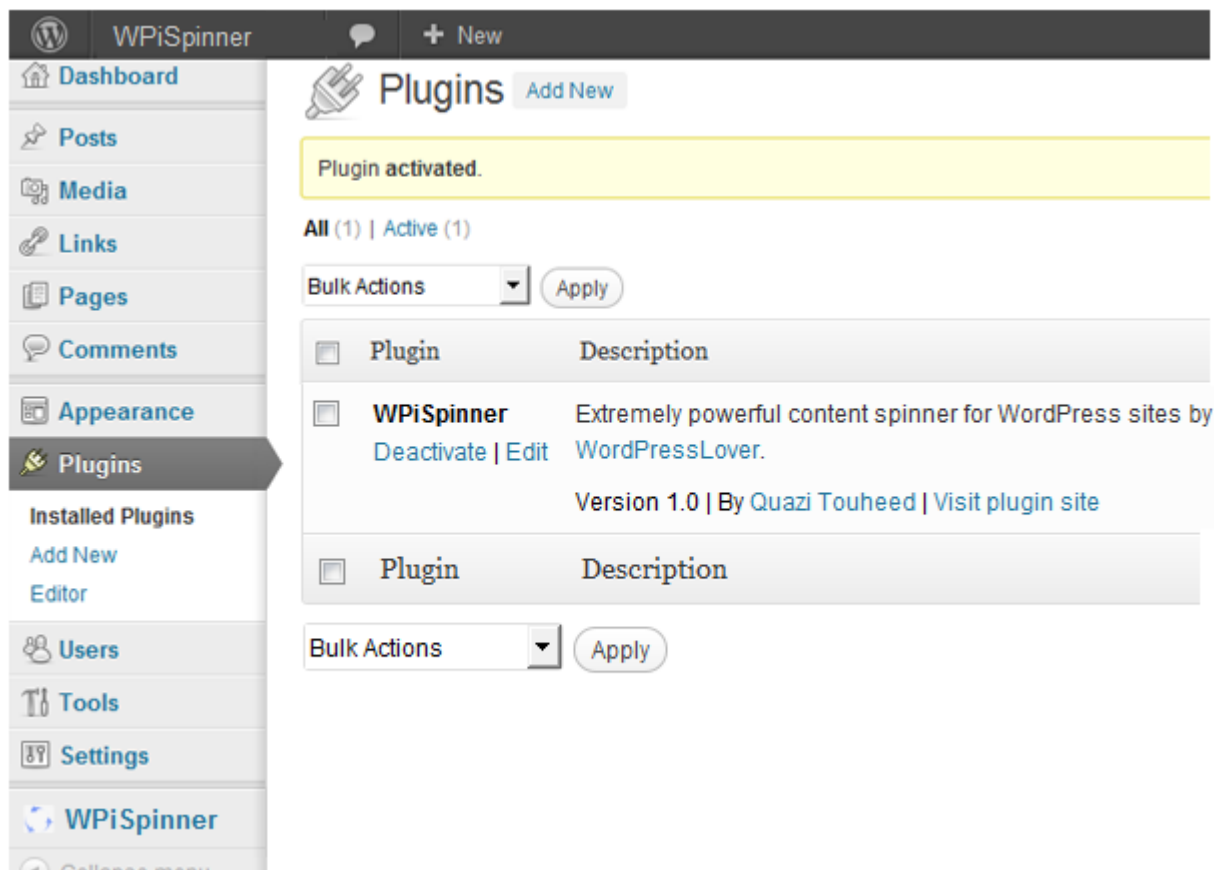 WPiSpinner + New
Dashboard
Posts
Media
Links
Pages
Comments
Appearance
Plugins
Installed Plugins
Add New
Editor
Users
Tools
Settings
WPiSpinner
Collapse menu
Plugins Add New
Plugin activated.
All (1) | Active (1)
Bulk Actions Apply
Plugin Description
WPiSpinner Extremely powerful content spinner for WordPress sites by
Deactivate | Edit WordPressLover.
Version 1.0 | By Quazi Touheed | Visit plugin site
Plugin Description
Bulk Actions Apply